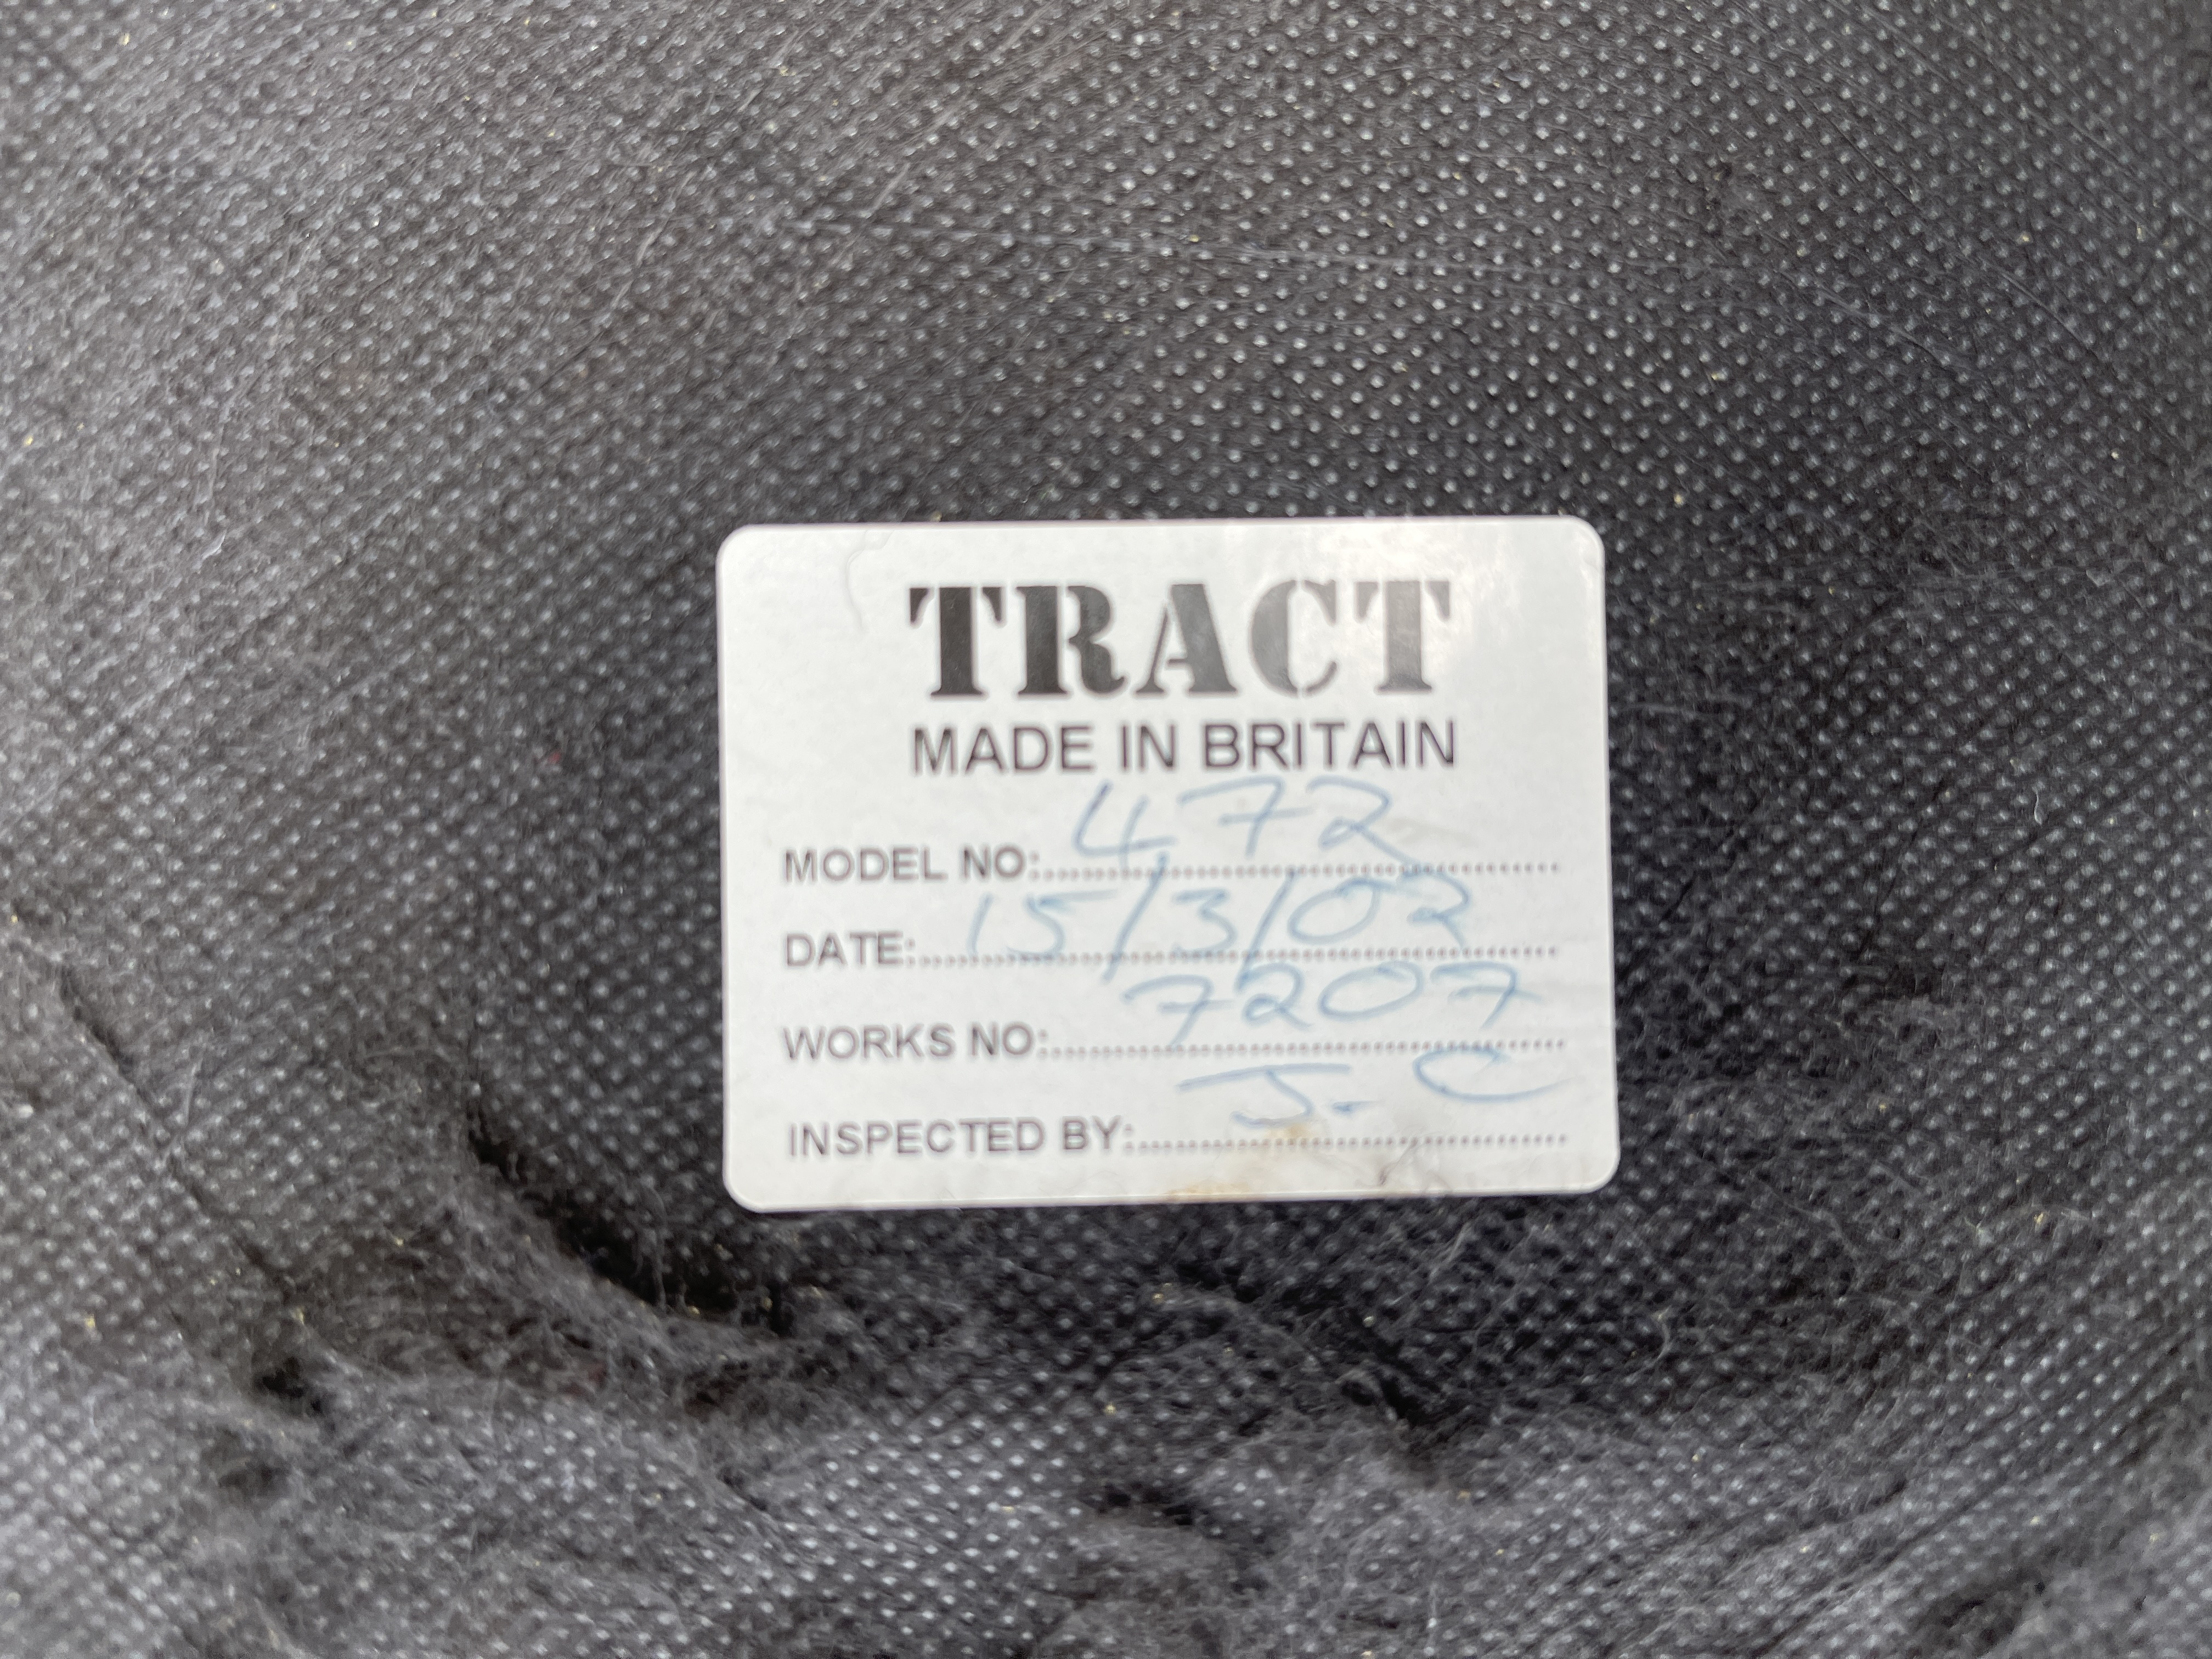 TRACT
MADE IN BRITAIN
MODEL NO: 472
DATE: 15/3/02
WORKS NO: 7207
INSPECTED BY: J. C